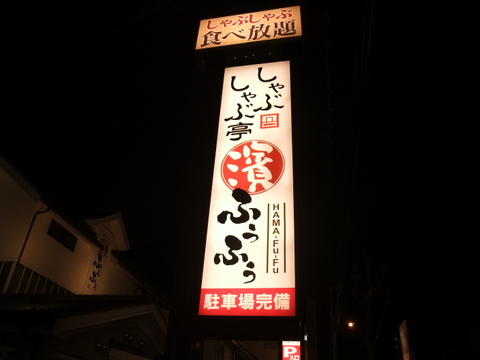 しゃぶしゃぶ
食べ放題
しゃぶ
しゃぶ亭
濱
ふぅふぅ
HAMA-Fu-Fu
駐車場完備
P